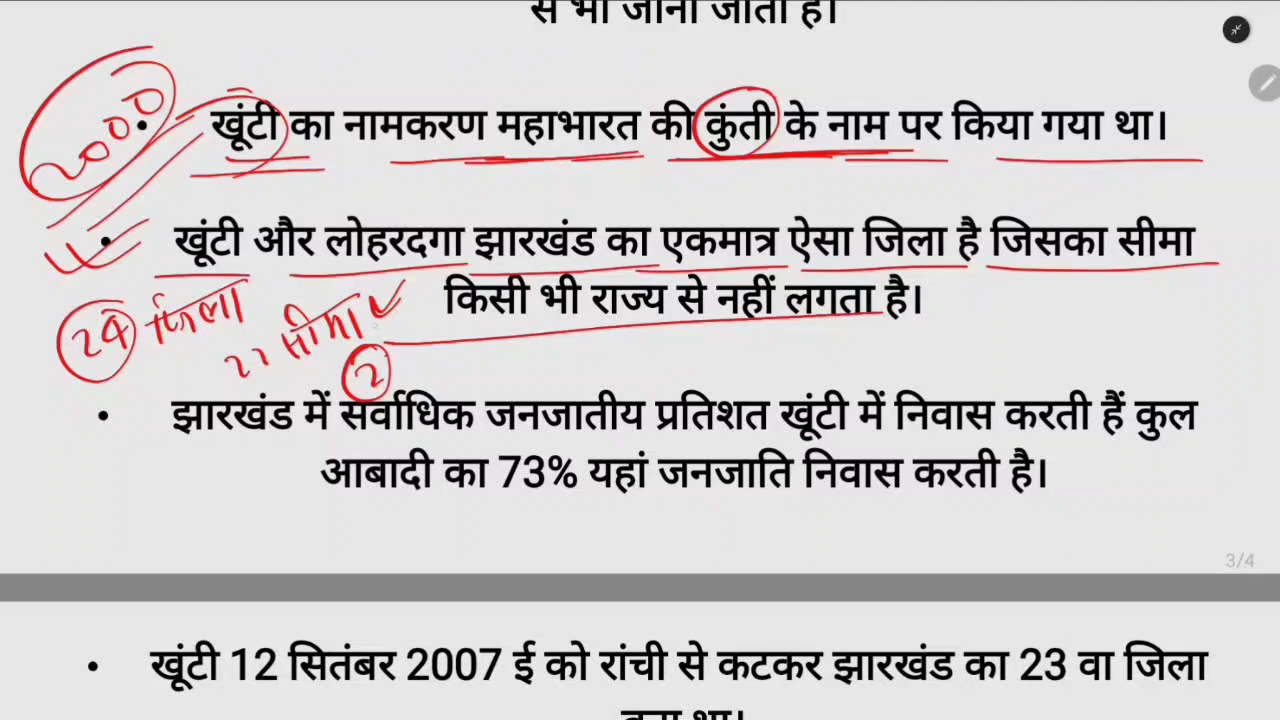 से भी जाना जाता है।
2000
• खूंटी का नामकरण महाभारत की कुंती के नाम पर किया गया था।
• खूंटी और लोहरदगा झारखंड का एकमात्र ऐसा जिला है जिसका सीमा
किसी भी राज्य से नहीं लगता है।
24 जिला
22 सीमा
2
• झारखंड में सर्वाधिक जनजातीय प्रतिशत खूंटी में निवास करती हैं कुल
आबादी का 73% यहां जनजाति निवास करती है।
3/4
• खूंटी 12 सितंबर 2007 ई को रांची से कटकर झारखंड का 23 वा जिला
बना था।